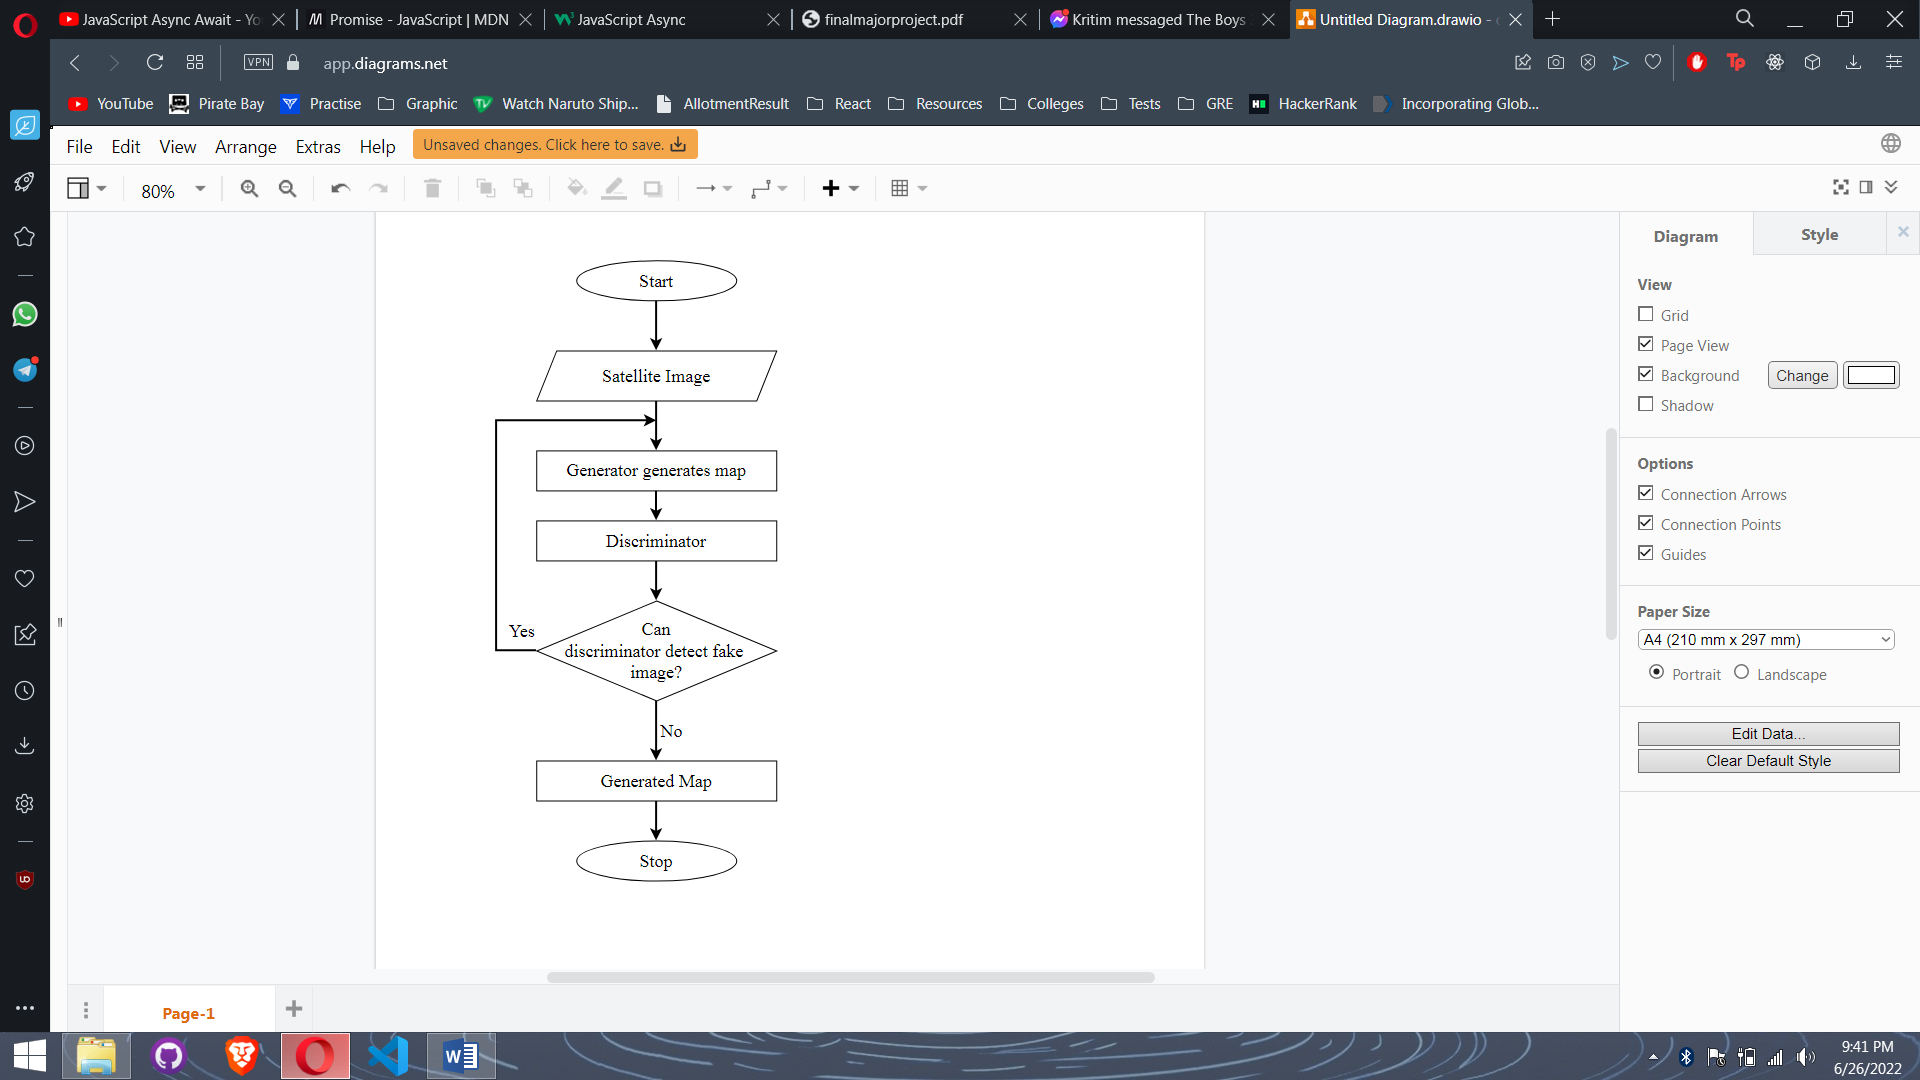 JavaScript Async Await - Yo
Promise - JavaScript | MDN
JavaScript Async
finalmajorproject.pdf
Kritim messaged The Boys
Untitled Diagram.drawio -
VPN
app.diagrams.net
YouTube
Pirate Bay
Practise
Graphic
Watch Naruto Ship...
AllotmentResult
React
Resources
Colleges
Tests
GRE
HackerRank
Incorporating Glob...
File Edit View Arrange Extras Help
Unsaved changes. Click here to save.
80%
Start
Satellite Image
Generator generates map
Discriminator
Yes
Can
discriminator detect fake
image?
No
Generated Map
Stop
Diagram
Style
View
Grid
Page View
Background
Change
Shadow
Options
Connection Arrows
Connection Points
Guides
Paper Size
A4 (210 mm x 297 mm)
Portrait
Landscape
Edit Data...
Clear Default Style
Page-1
9:41 PM
6/26/2022